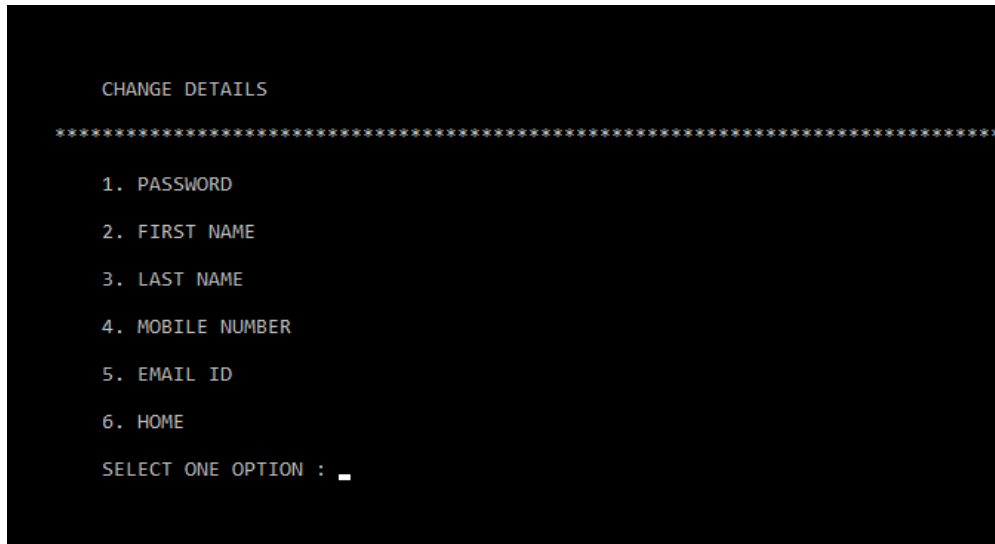 CHANGE DETAILS
********************************************************************************
1. PASSWORD
2. FIRST NAME
3. LAST NAME
4. MOBILE NUMBER
5. EMAIL ID
6. HOME
SELECT ONE OPTION :